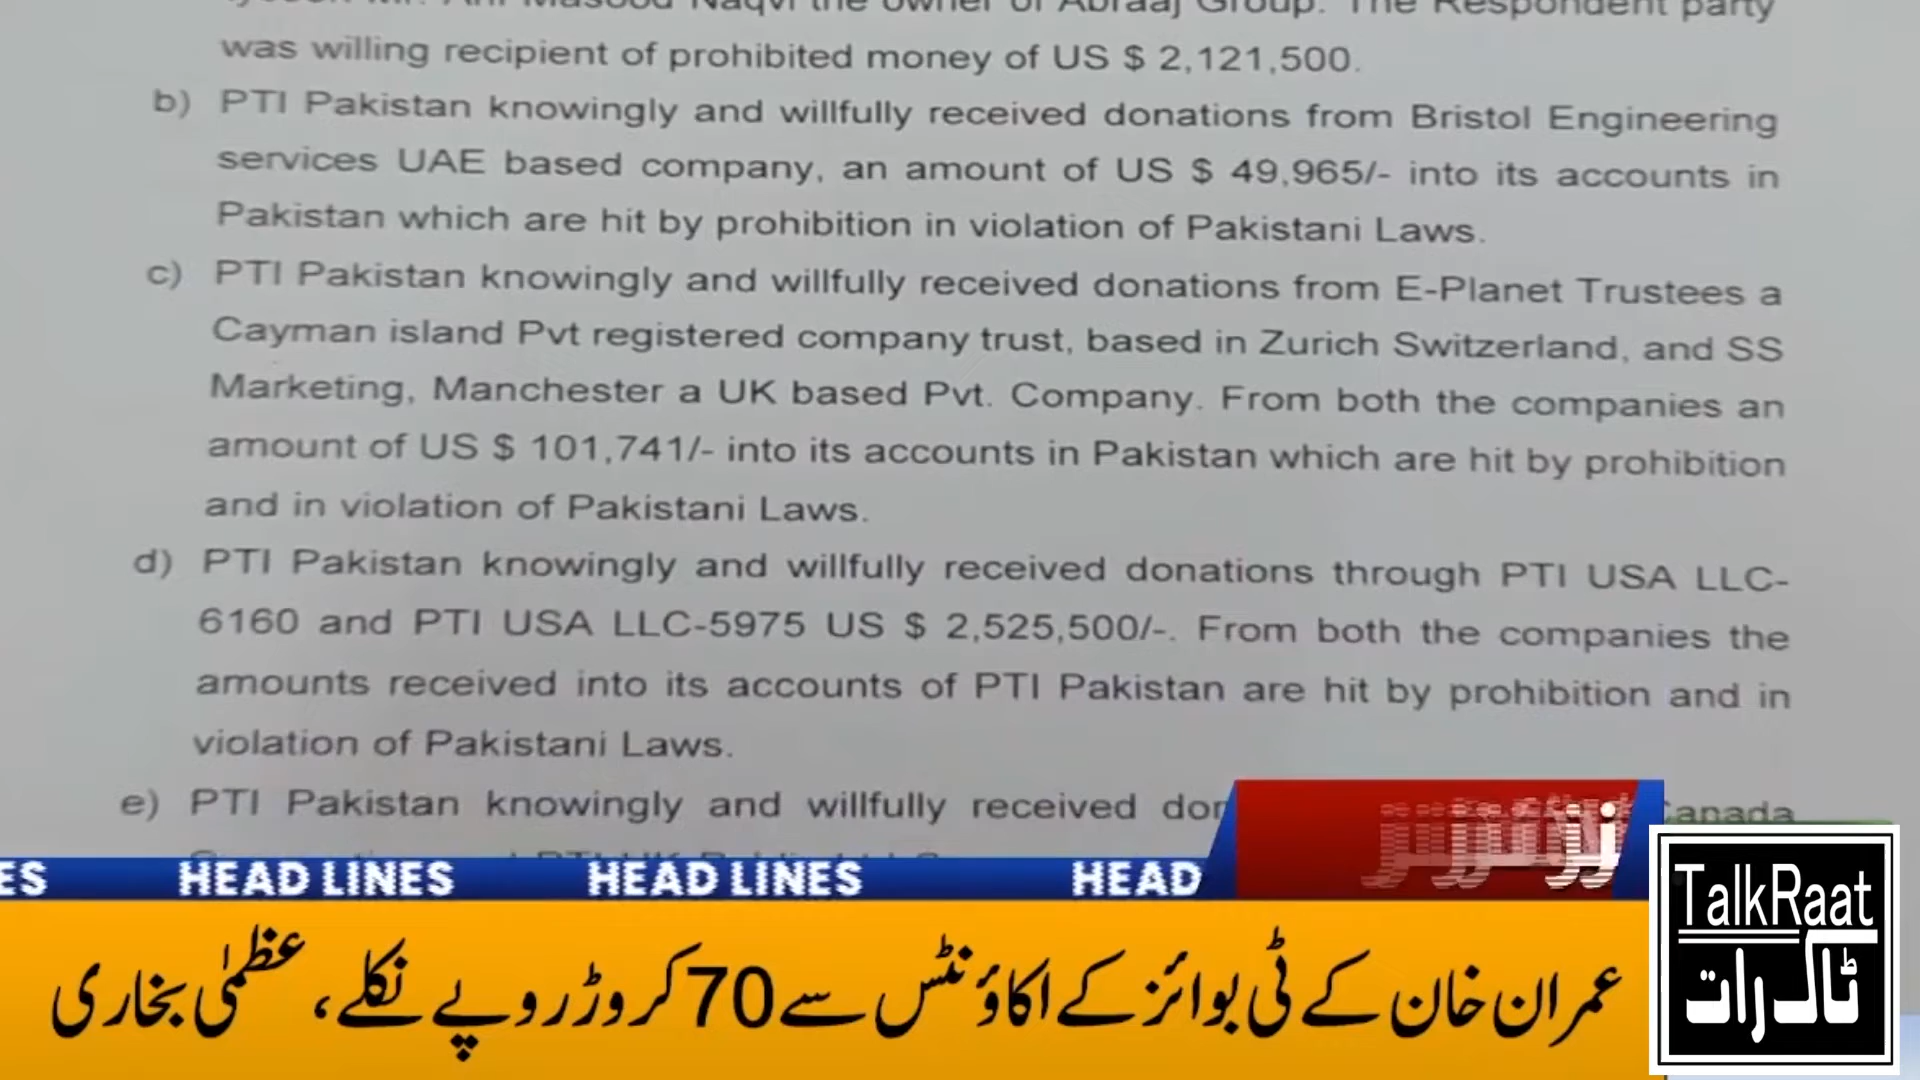 was willing recipient of prohibited money of US $ 2,121,500.
b) PTI Pakistan knowingly and willfully received donations from Bristol Engineering
services UAE based company, an amount of US $ 49,965/- into its accounts in
Pakistan which are hit by prohibition in violation of Pakistani Laws.
c) PTI Pakistan knowingly and willfully received donations from E-Planet Trustees a
Cayman island Pvt registered company trust, based in Zurich Switzerland, and SS
Marketing, Manchester a UK based Pvt. Company. From both the companies an
amount of US $ 101,741/- into its accounts in Pakistan which are hit by prohibition
and in violation of Pakistani Laws.
d) PTI Pakistan knowingly and willfully received donations through PTI USA LLC-
6160 and PTI USA LLC-5975 US $ 2,525,500/-. From both the companies the
amounts received into its accounts of PTI Pakistan are hit by prohibition and in
violation of Pakistani Laws.
e) PTI Pakistan knowingly and willfully received
HEAD LINES HEAD LINES HEAD
TalkRaat
ٹاک رات
عمران خان کے ٹی بوائز کے اکاؤنٹس سے 70 کروڑ روپے نکلے، عظمٰی بخاری